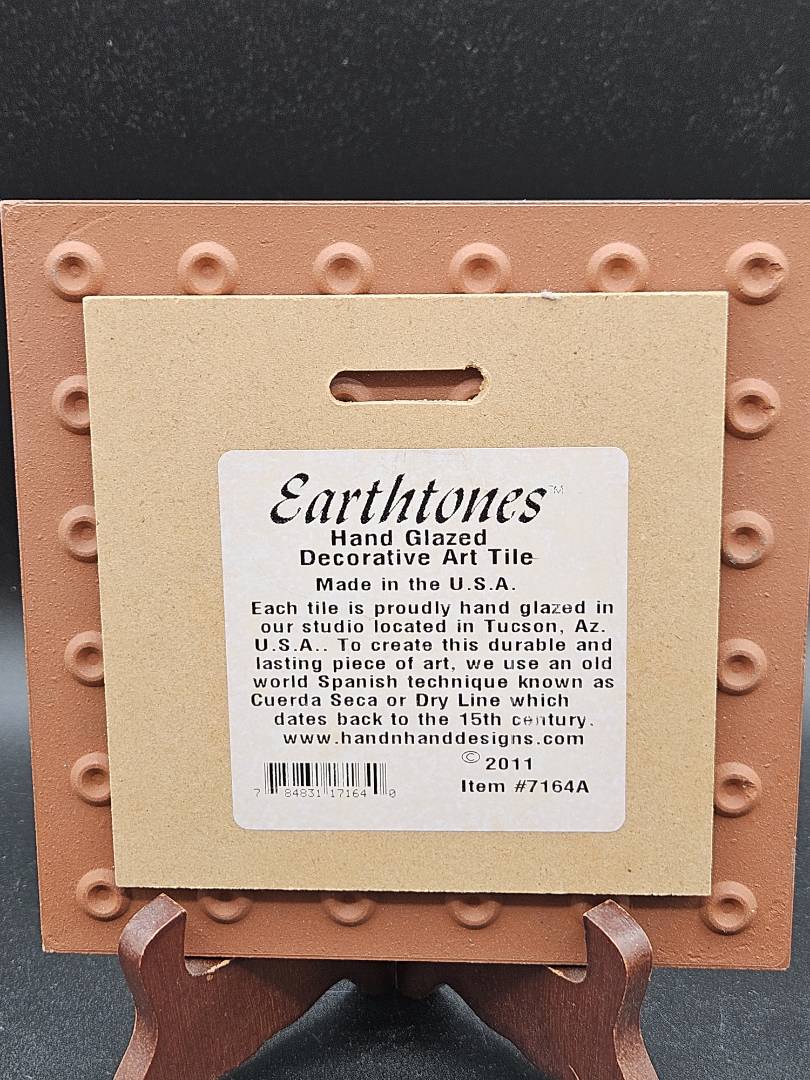 Earthtones™
Hand Glazed
Decorative Art Tile
Made in the U.S.A.
Each tile is proudly hand glazed in
our studio located in Tucson, Az.
U.S.A.. To create this durable and
lasting piece of art, we use an old
world Spanish technique known as
Cuerda Seca or Dry Line which
dates back to the 15th century.
www.handnhanddesigns.com
© 2011
Item #7164A
7 84831 17164 0